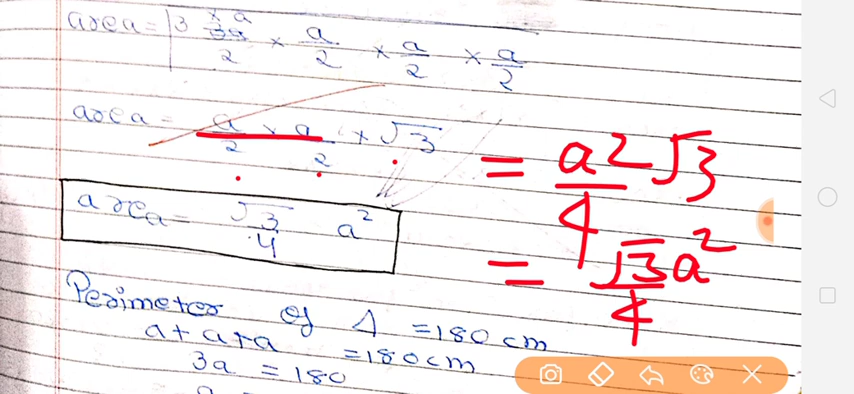 area = √3 × a/2 × a/2 × a/2 × a/2
area = a/2 × a/2 × √3
= a²/4 √3
area = √3/4 a²
= √3a²/4
Perimeter of Δ = 180 cm
a + a + a = 180 cm
3a = 180